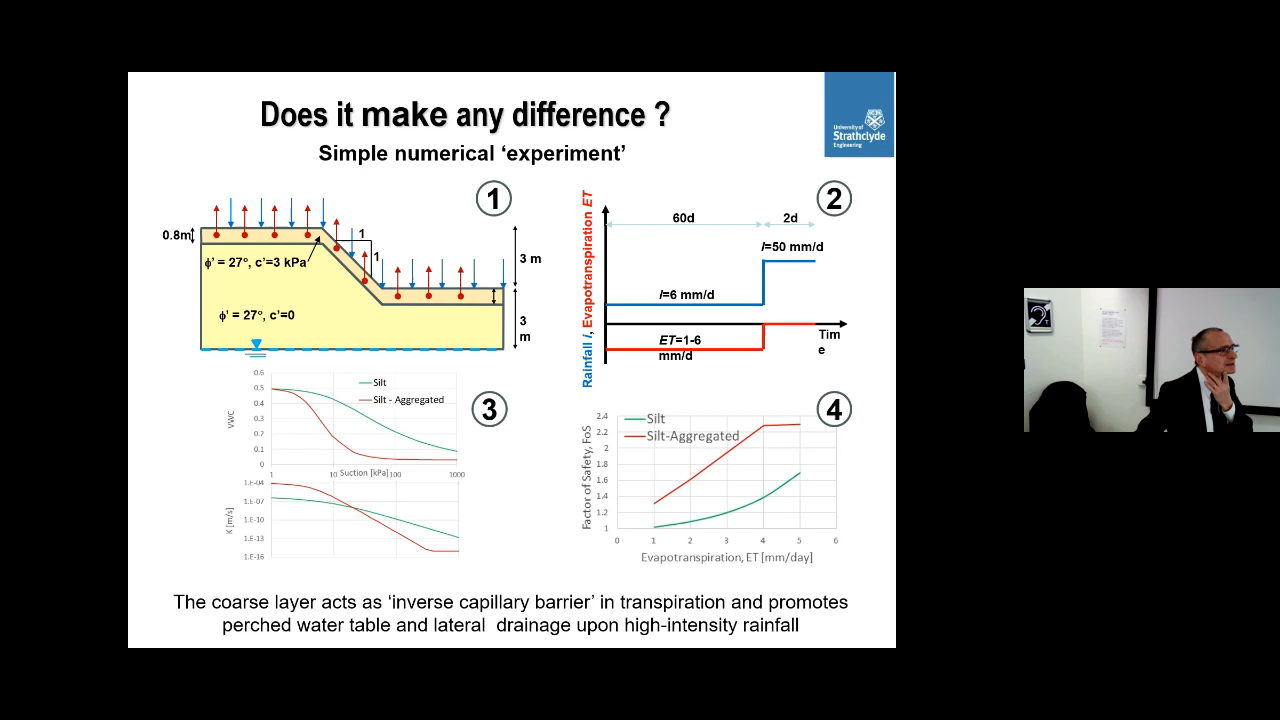 Does it make any difference ?
Simple numerical ‘experiment’
University of
Strathclyde
Engineering
1
0.8m
1
1
ϕ' = 27°, c'=3 kPa
3 m
ϕ' = 27°, c'=0
3
m
2
Rainfall I, Evapotranspiration ET
60d
2d
I=50 mm/d
I=6 mm/d
ET=1-6
mm/d
Tim
e
3
VWC
0.6
0.5
0.4
0.3
0.2
0.1
0
Silt
Silt - Aggregated
1
10
Suction [kPa]
100
1000
K [m/s]
1.E-04
1.E-07
1.E-10
1.E-13
1.E-16
4
Factor of Safety, FoS
2.4
2.2
2
1.8
1.6
1.4
1.2
1
Silt
Silt-Aggregated
0 1 2 3 4 5 6
Evapotranspiration, ET [mm/day]
The coarse layer acts as ‘inverse capillary barrier’ in transpiration and promotes
perched water table and lateral drainage upon high-intensity rainfall